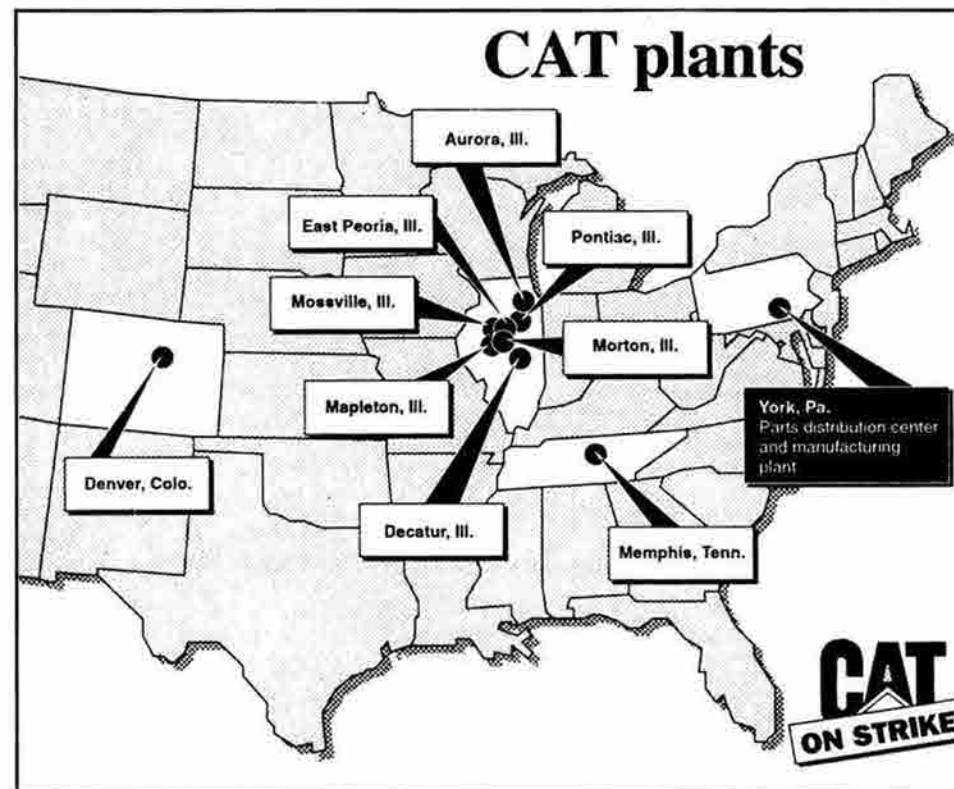 CAT plants
Aurora, Ill.
East Peoria, Ill.
Pontiac, Ill.
Mossville, Ill.
Morton, Ill.
Mapleton, Ill.
York, Pa.
Parts distribution center
and manufacturing
plant
Denver, Colo.
Decatur, Ill.
Memphis, Tenn.
CAT
ON STRIKE